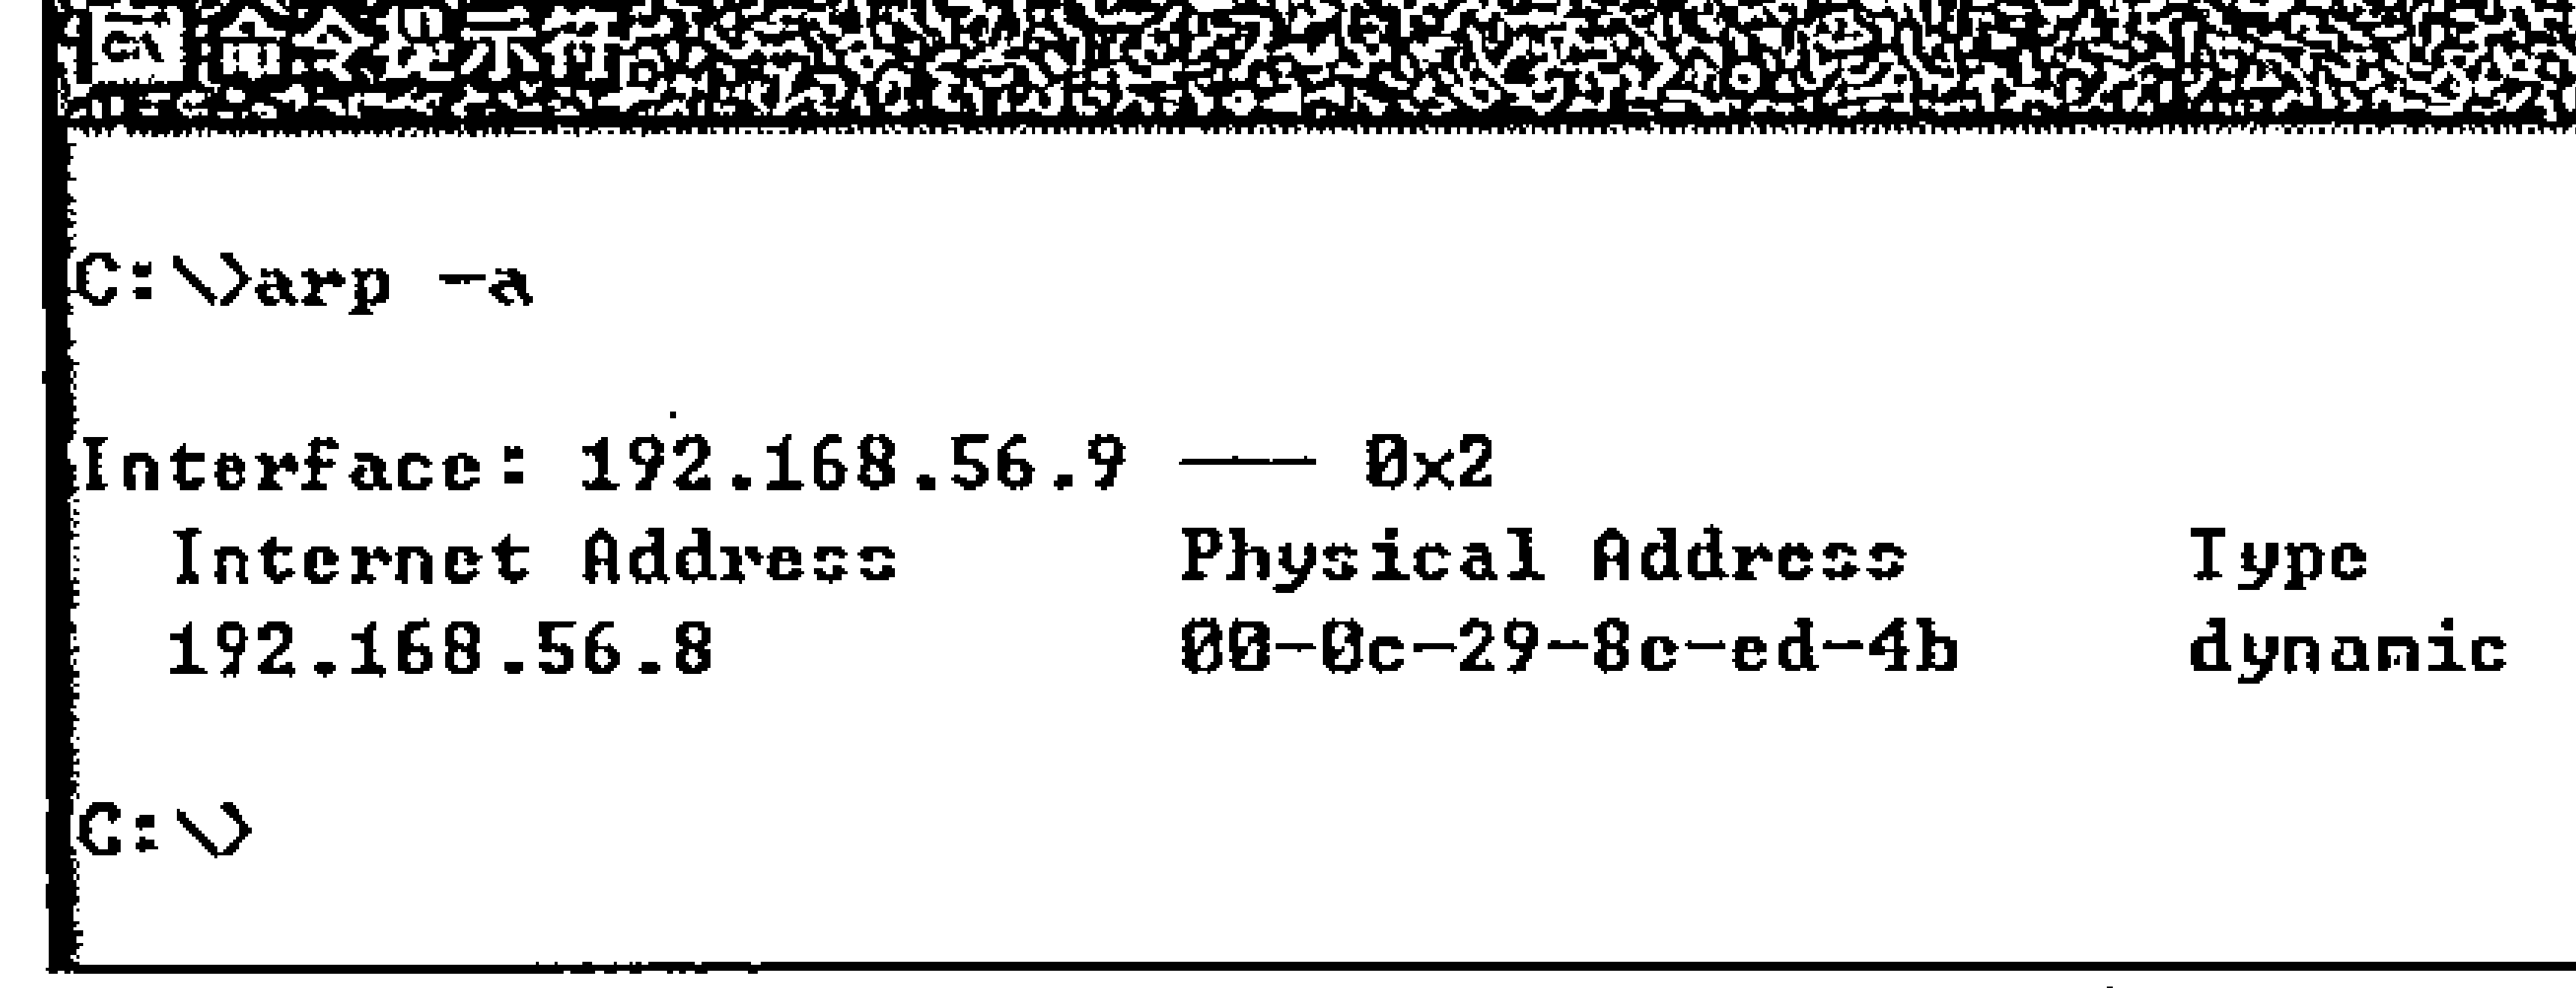 命令提示符
C:\>arp -a
Interface: 192.168.56.9 --- 0x2
Internet Address Physical Address Type
192.168.56.8 00-0c-29-8c-ed-4b dynamic
C:\>